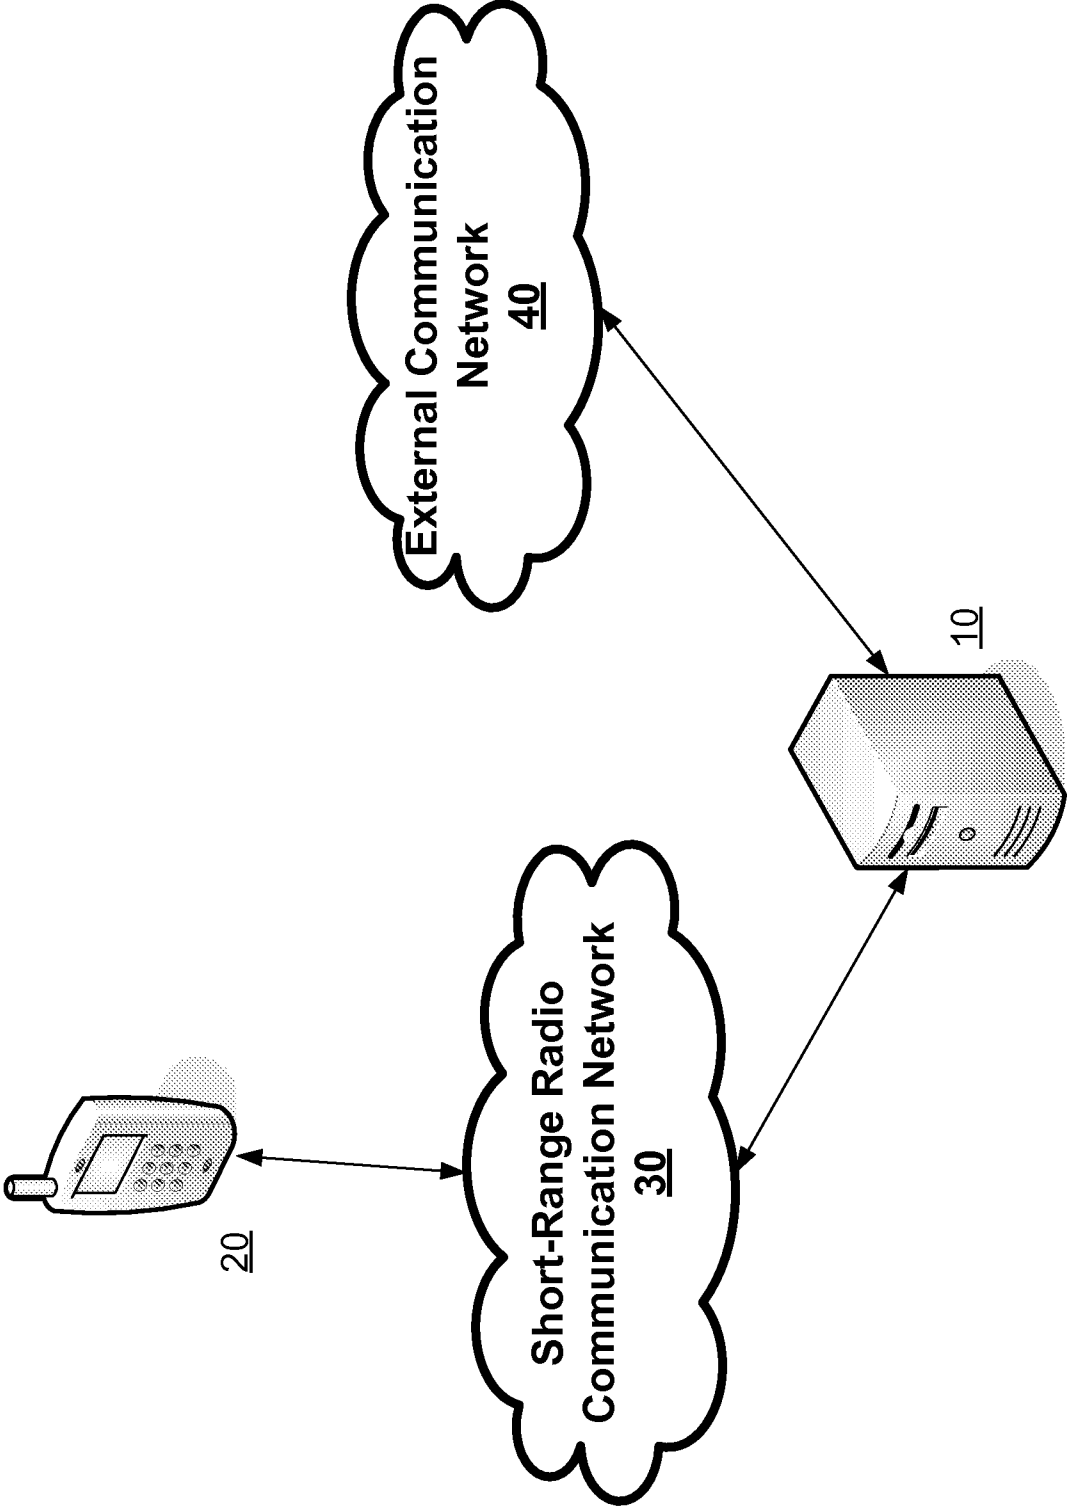 20
Short-Range Radio
Communication Network
30
External Communication
Network
40
10